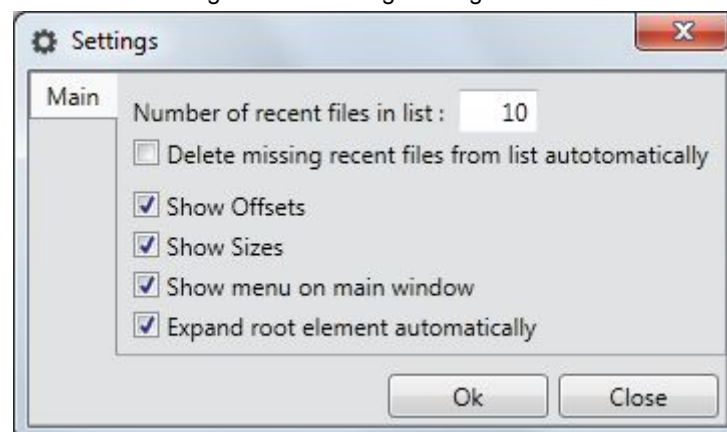 Settings
Main
Number of recent files in list : 10
Delete missing recent files from list autotomatically
Show Offsets
Show Sizes
Show menu on main window
Expand root element automatically
Ok Close